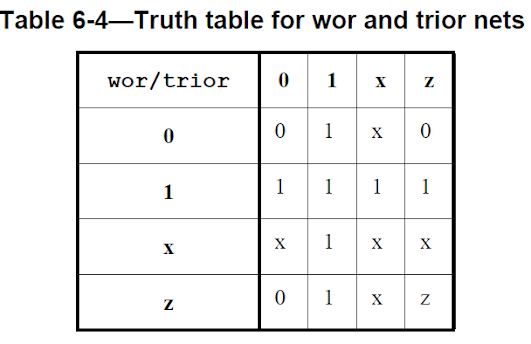 Table 6-4—Truth table for wor and trior nets
wor/trior 0 1 x z
0 0 1 x 0
1 1 1 1 1
x x 1 x x
z 0 1 x z